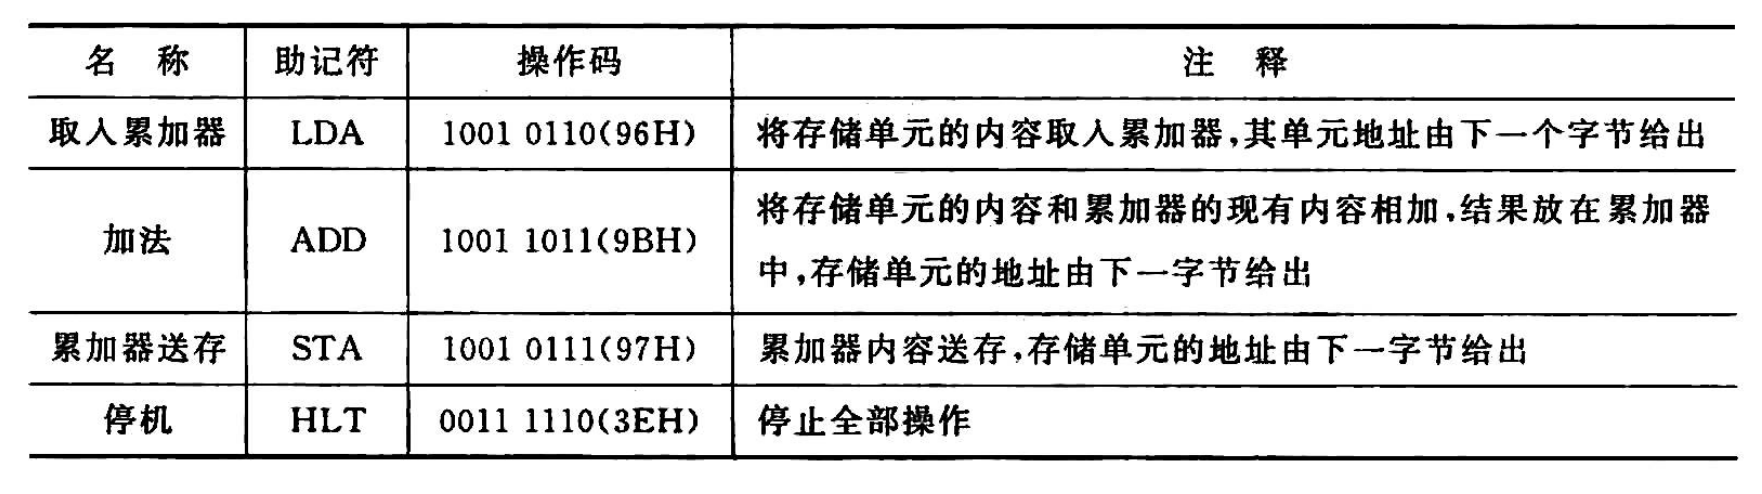 名 称 助记符 操作码 注 释
取入累加器 LDA 1001 0110(96H) 将存储单元的内容取入累加器,其单元地址由下一个字节给出
加法 ADD 1001 1011(9BH) 将存储单元的内容和累加器的现有内容相加,结果放在累加器
中,存储单元的地址由下一字节给出
累加器送存 STA 1001 0111(97H) 累加器内容送存,存储单元的地址由下一字节给出
停机 HLT 0011 1110(3EH) 停止全部操作